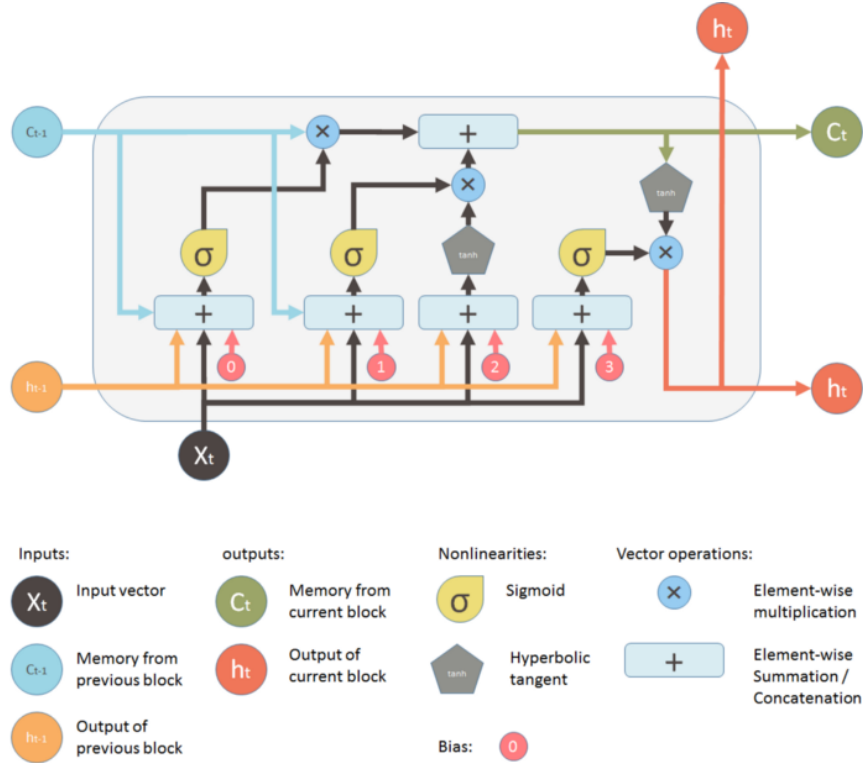 ht
Ct-1
×
+
Ct
×
tanh
σ
σ
tanh
σ
×
+
+
+
+
0
1
2
3
ht-1
ht
Xt
Inputs:
outputs:
Nonlinearities:
Vector operations:
Xt
Input vector
Ct
Memory from
current block
σ
Sigmoid
×
Element-wise
multiplication
Ct-1
Memory from
previous block
ht
Output of
current block
tanh
Hyperbolic
tangent
+
Element-wise
Summation /
Concatenation
ht-1
Output of
previous block
Bias:
0